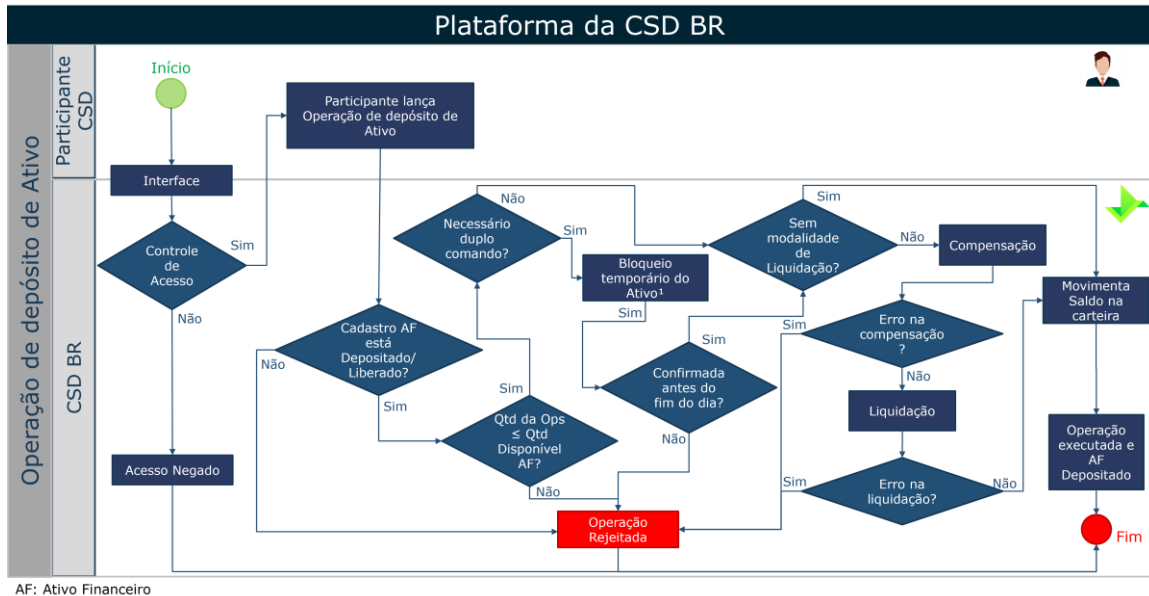 Plataforma da CSD BR
Operação de depósito de Ativo
Participante
CSD
CSD BR
Início
Interface
Controle
de
Acesso
Sim
Não
Acesso Negado
Participante lança
Operação de depósito de
Ativo
Cadastro AF
está
Depositado/
Liberado?
Não
Sim
Qtd da Ops
≤ Qtd
Disponível
AF?
Sim
Não
Necessário
duplo
comando?
Não
Sim
Bloqueio
temporário do
Ativo¹
Sim
Confirmada
antes do
fim do dia?
Sim
Não
Sem
modalidade
de
Liquidação?
Sim
Não
Compensação
Erro na
compensação
?
Sim
Não
Liquidação
Erro na
liquidação?
Sim
Não
Movimenta
Saldo na
carteira
Operação
executada e
AF
Depositado
Operação
Rejeitada
Fim
AF: Ativo Financeiro